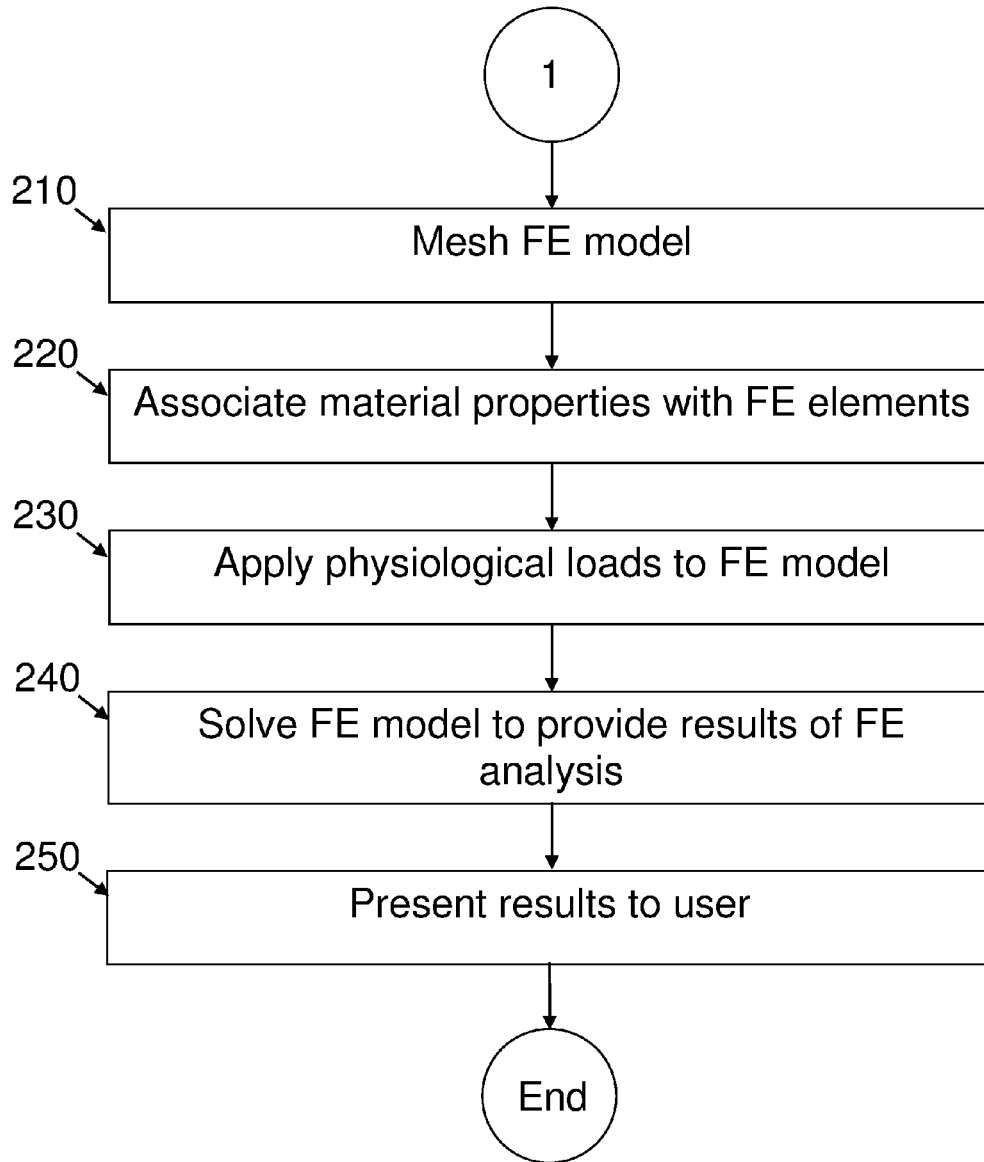 1
210
Mesh FE model
220
Associate material properties with FE elements
230
Apply physiological loads to FE model
240
Solve FE model to provide results of FE
analysis
250
Present results to user
End